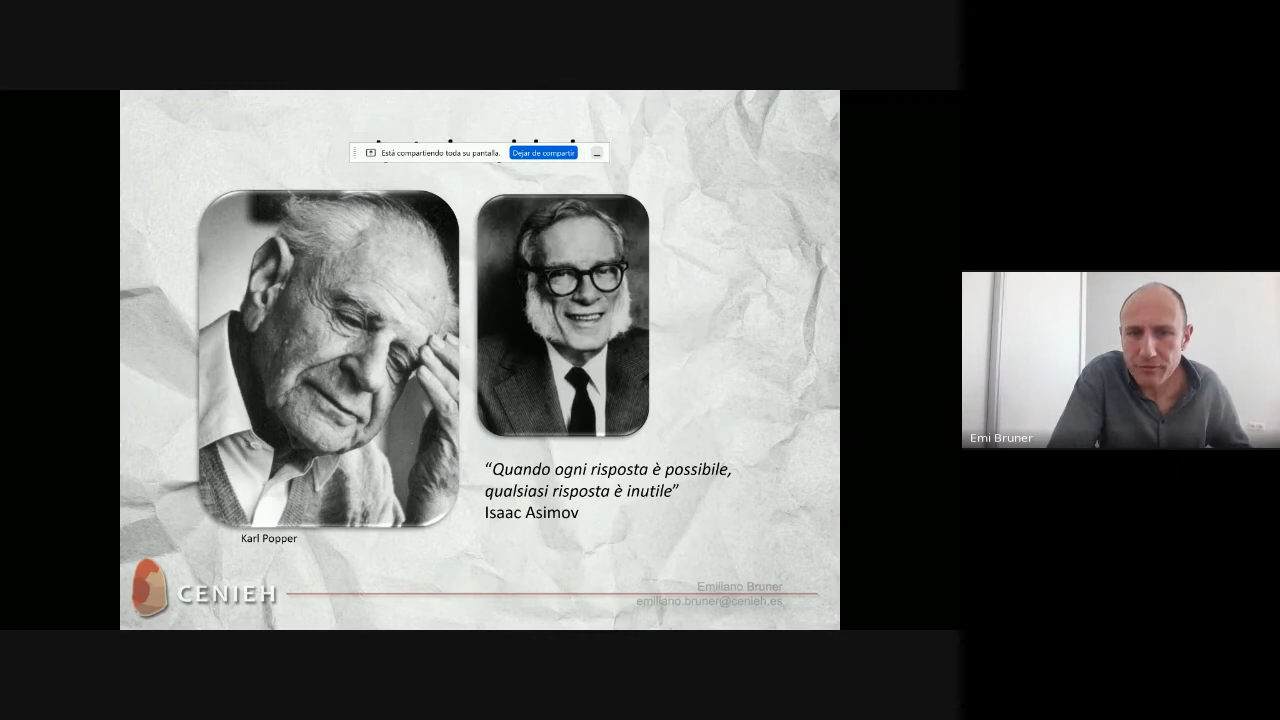 Está compartiendo toda su pantalla. Dejar de compartir
“Quando ogni risposta è possibile,
qualsiasi risposta è inutile”
Isaac Asimov
Karl Popper
CENIEH
Emiliano Bruner
emiliano.bruner@cenieh.es
Emi Bruner